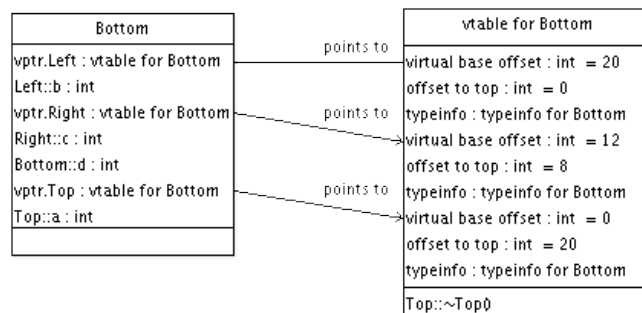 Bottom
vptr.Left : vtable for Bottom
Left::b : int
vptr.Right : vtable for Bottom
Right::c : int
Bottom::d : int
vptr.Top : vtable for Bottom
Top::a : int
points to
points to
points to
vtable for Bottom
virtual base offset : int = 20
offset to top : int = 0
typeinfo : typeinfo for Bottom
virtual base offset : int = 12
offset to top : int = 8
typeinfo : typeinfo for Bottom
virtual base offset : int = 0
offset to top : int = 20
typeinfo : typeinfo for Bottom
Top::~Top()